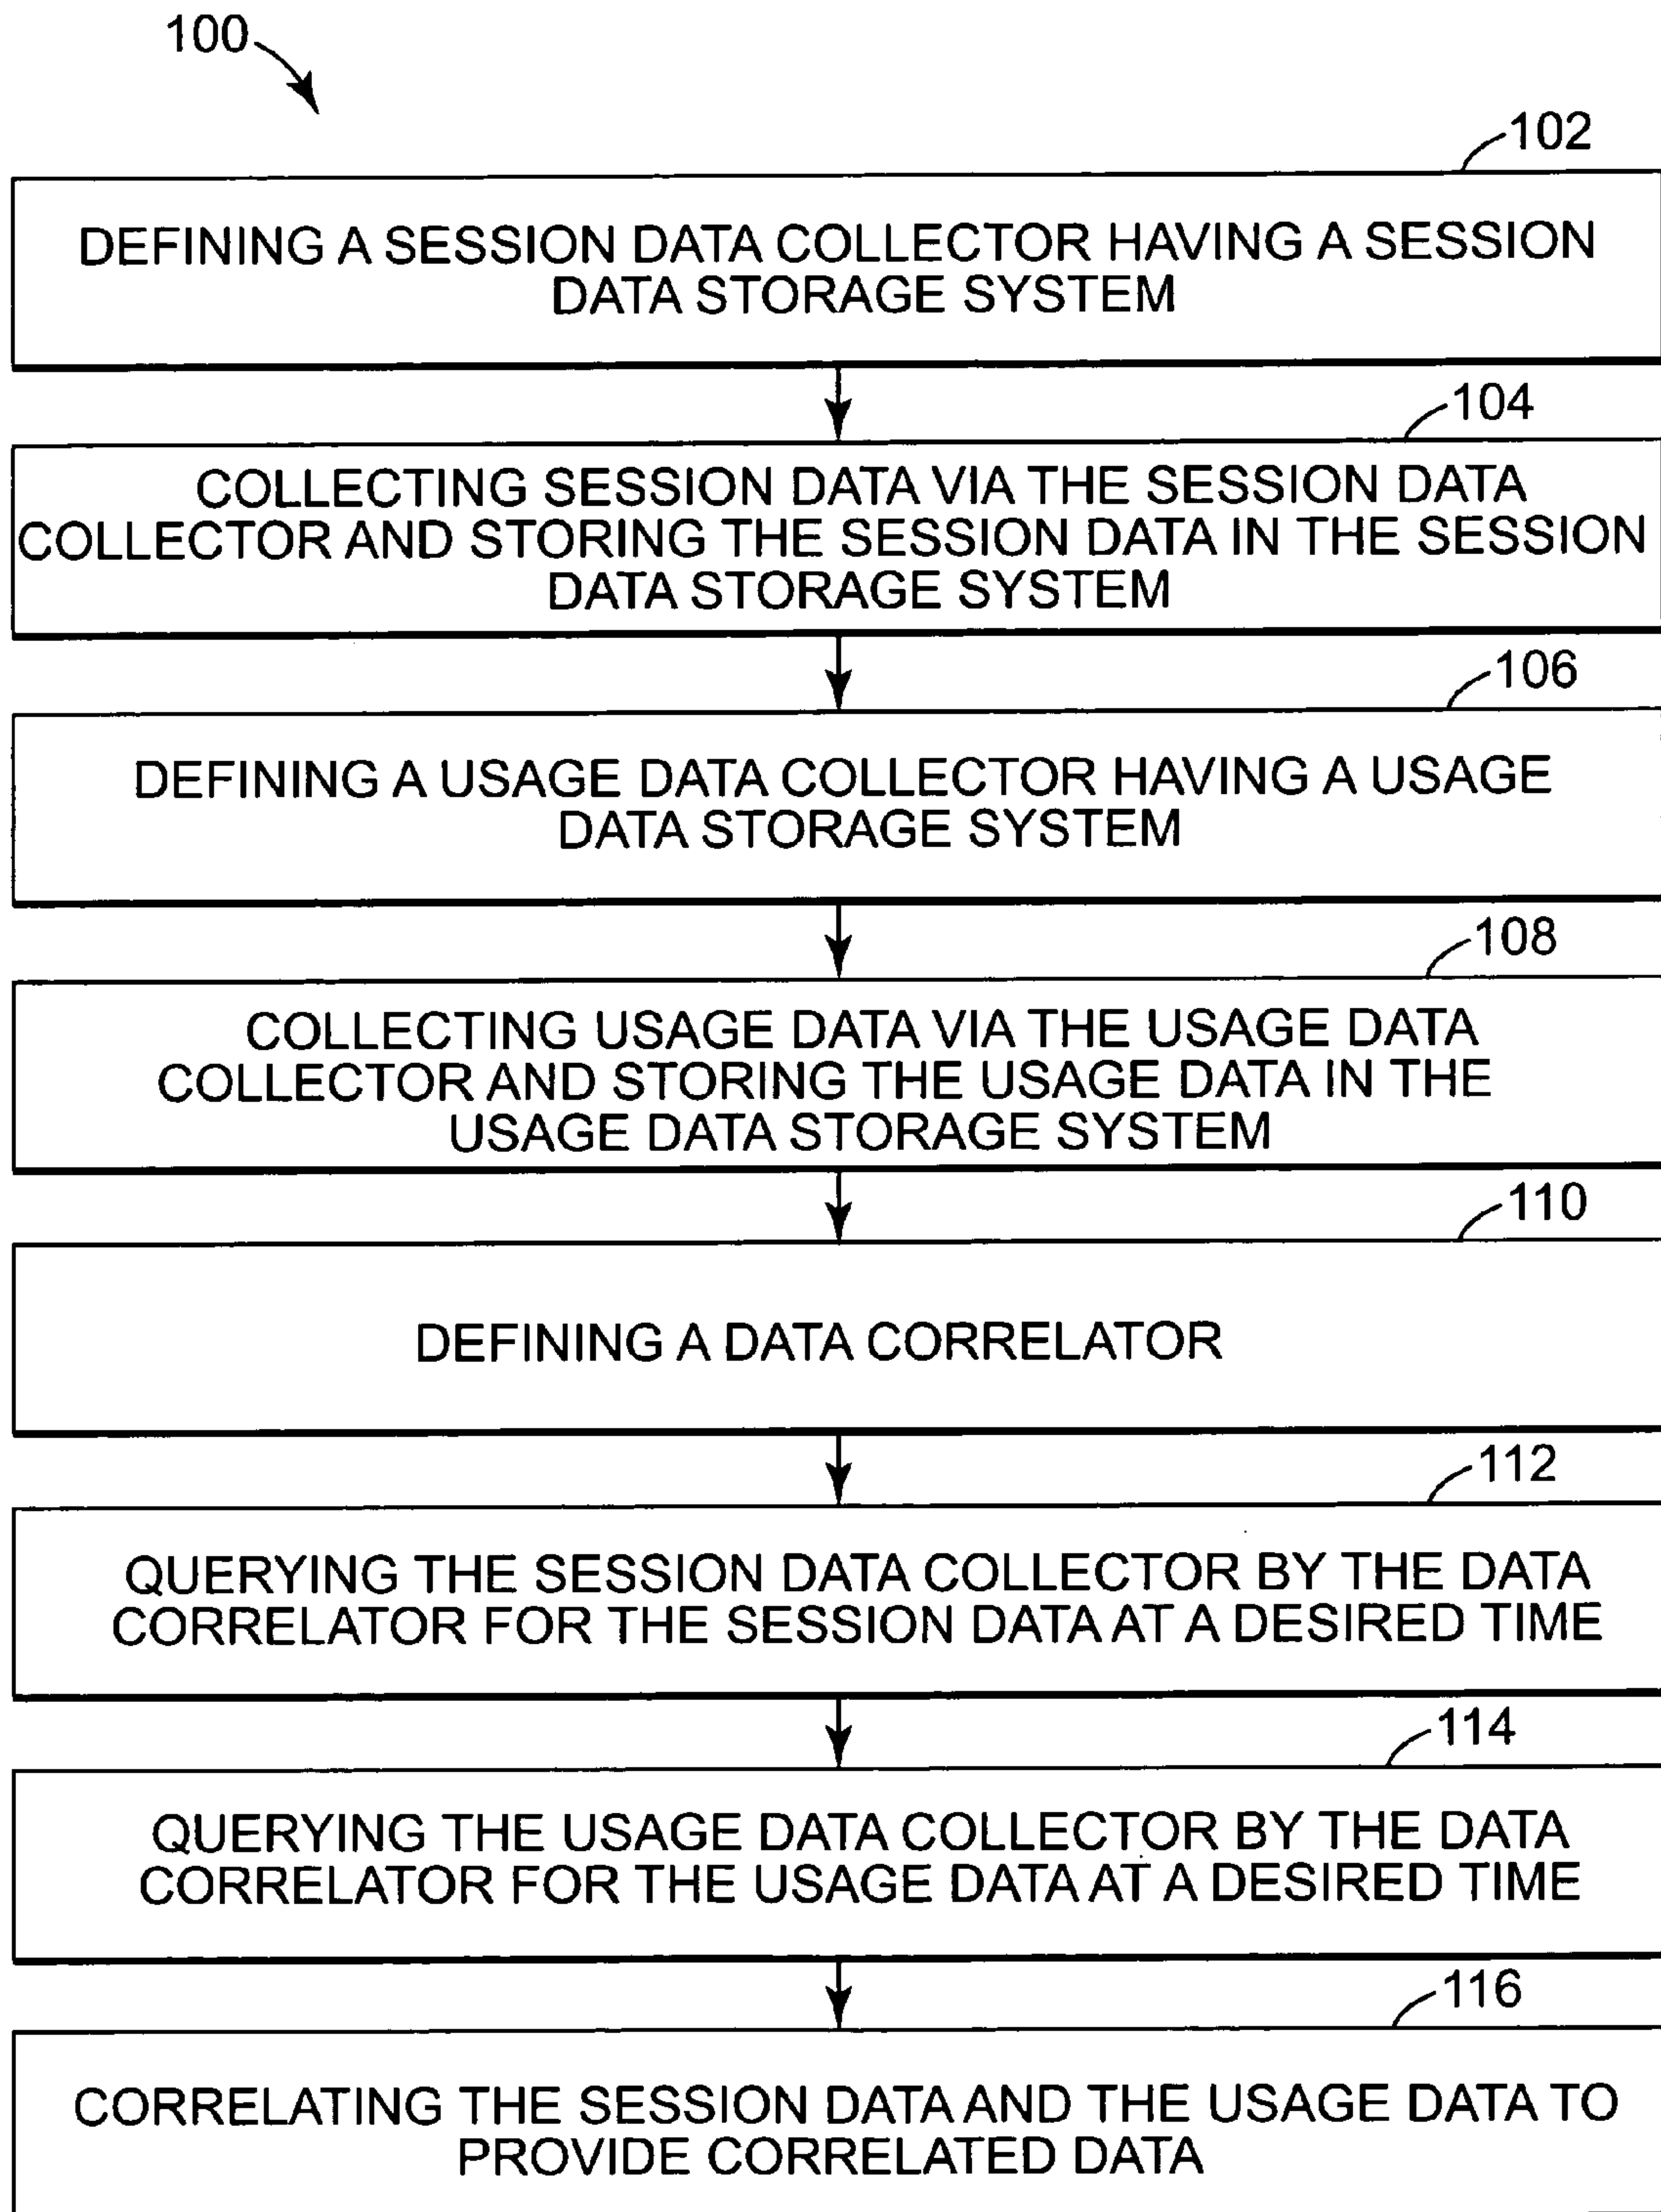 100
102
DEFINING A SESSION DATA COLLECTOR HAVING A SESSION
DATA STORAGE SYSTEM
104
COLLECTING SESSION DATA VIA THE SESSION DATA
COLLECTOR AND STORING THE SESSION DATA IN THE SESSION
DATA STORAGE SYSTEM
106
DEFINING A USAGE DATA COLLECTOR HAVING A USAGE
DATA STORAGE SYSTEM
108
COLLECTING USAGE DATA VIA THE USAGE DATA
COLLECTOR AND STORING THE USAGE DATA IN THE
USAGE DATA STORAGE SYSTEM
110
DEFINING A DATA CORRELATOR
112
QUERYING THE SESSION DATA COLLECTOR BY THE DATA
CORRELATOR FOR THE SESSION DATA AT A DESIRED TIME
114
QUERYING THE USAGE DATA COLLECTOR BY THE DATA
CORRELATOR FOR THE USAGE DATA AT A DESIRED TIME
116
CORRELATING THE SESSION DATA AND THE USAGE DATA TO
PROVIDE CORRELATED DATA